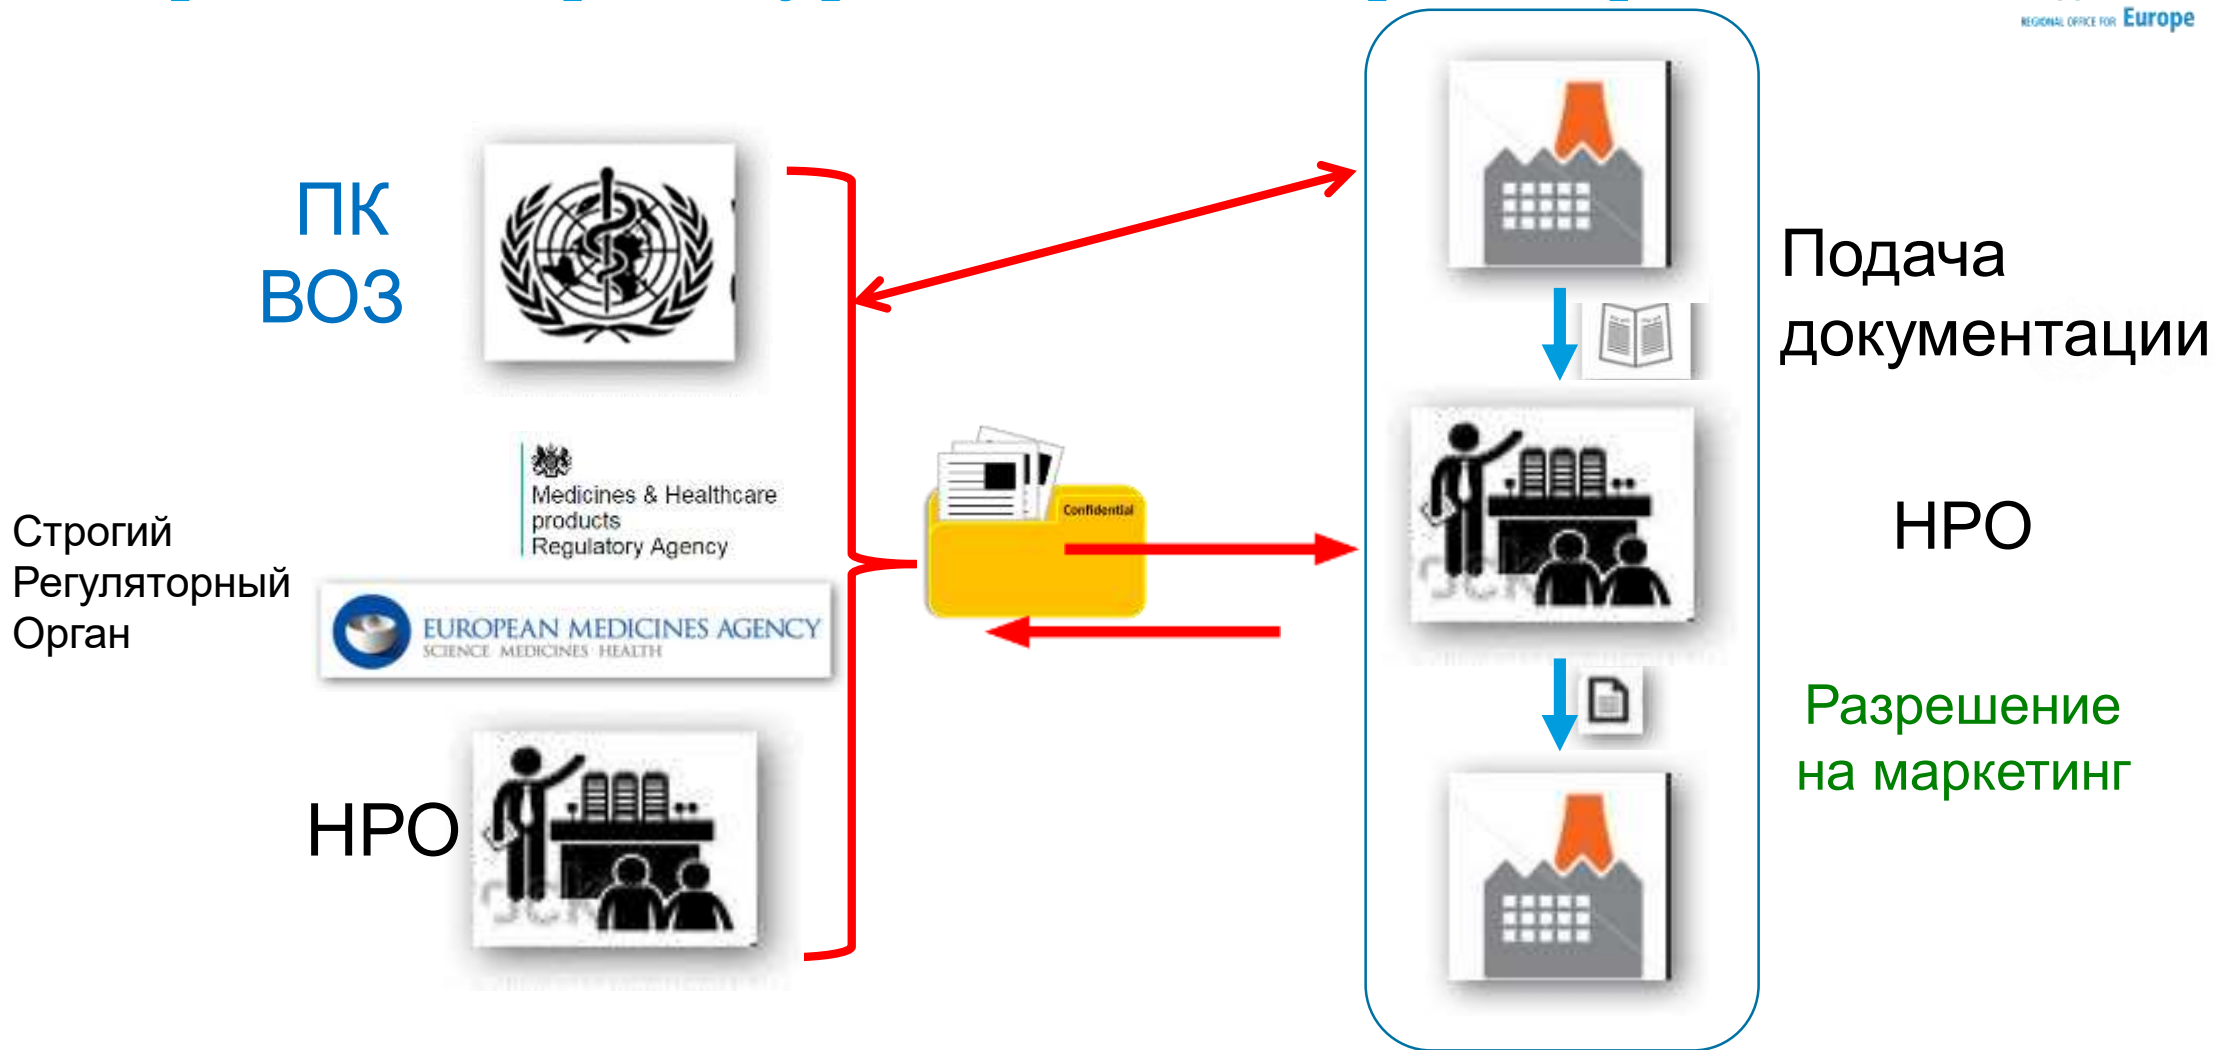 REGIONAL OFFICE FOR Europe
ПК
ВОЗ
Medicines & Healthcare
products
Regulatory Agency
Строгий
Регуляторный
Орган
EUROPEAN MEDICINES AGENCY
SCIENCE MEDICINES HEALTH
НРО
Confidential
Подача
документации
НРО
Разрешение
на маркетинг